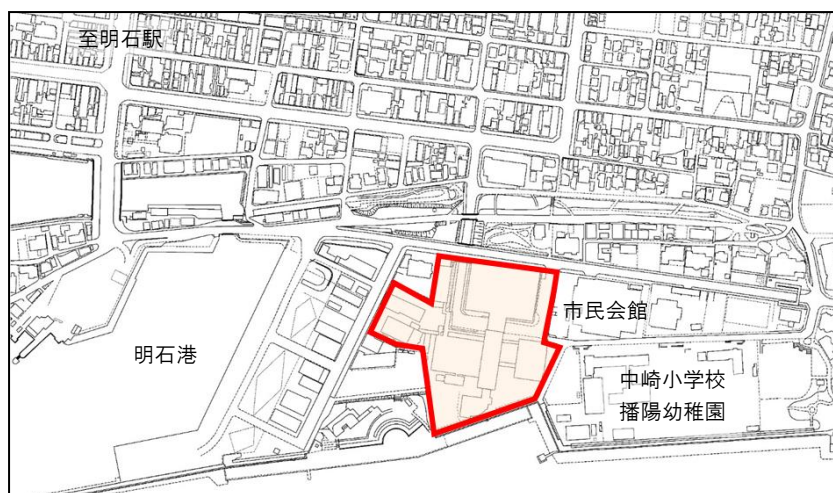 至明石駅
市民会館
明石港
中崎小学校
播陽幼稚園